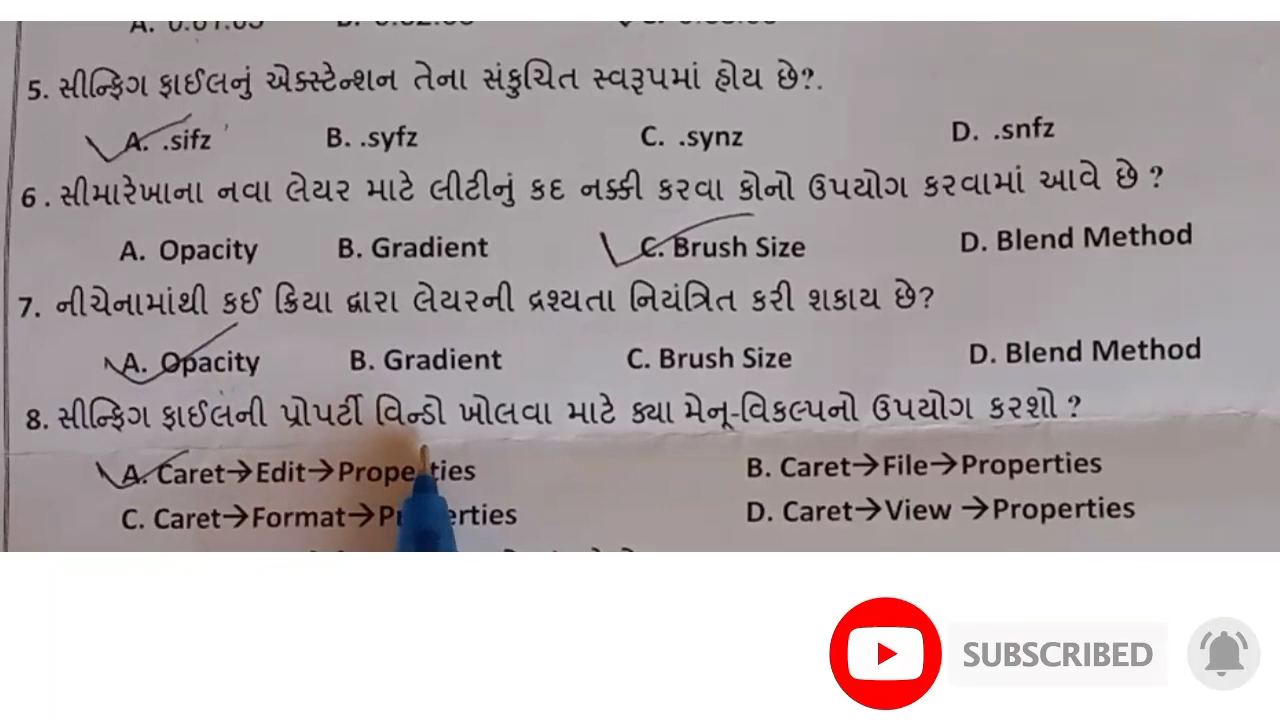 5. સીન્ફિગ ફાઈલનું એક્સ્ટેન્શન તેના સંકુચિત સ્વરૂપમાં હોય છે?.
A. .sifz B. .syfz C. .synz D. .snfz
6. સીમારેખાના નવા લેયર માટે લીટીનું કદ નક્કી કરવા કોનો ઉપયોગ કરવામાં આવે છે ?
A. Opacity B. Gradient C. Brush Size D. Blend Method
7. નીચેનામાંથી કઈ ક્રિયા દ્વારા લેયરની દ્રશ્યતા નિયંત્રિત કરી શકાય છે?
A. Opacity B. Gradient C. Brush Size D. Blend Method
8. સીન્ફિગ ફાઈલની પ્રોપર્ટી વિન્ડો ખોલવા માટે ક્યા મેનૂ-વિકલ્પનો ઉપયોગ કરશો ?
A. Caret→Edit→Properties B. Caret→File→Properties
C. Caret→Format→Properties D. Caret→View →Properties
SUBSCRIBED